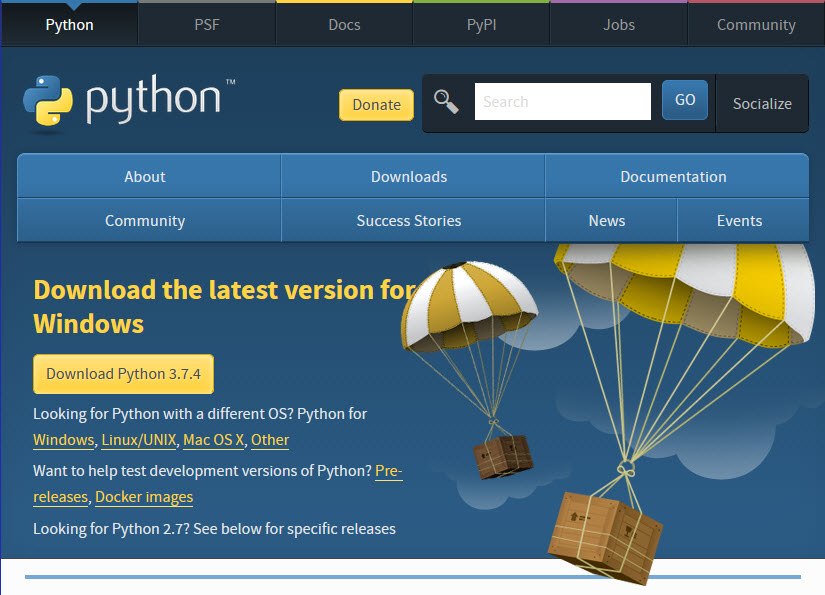 Python PSF Docs PyPI Jobs Community
python™
Donate Search GO Socialize
About Downloads Documentation
Community Success Stories News Events
Download the latest version for
Windows
Download Python 3.7.4
Looking for Python with a different OS? Python for
Windows, Linux/UNIX, Mac OS X, Other
Want to help test development versions of Python? Pre-
releases, Docker images
Looking for Python 2.7? See below for specific releases